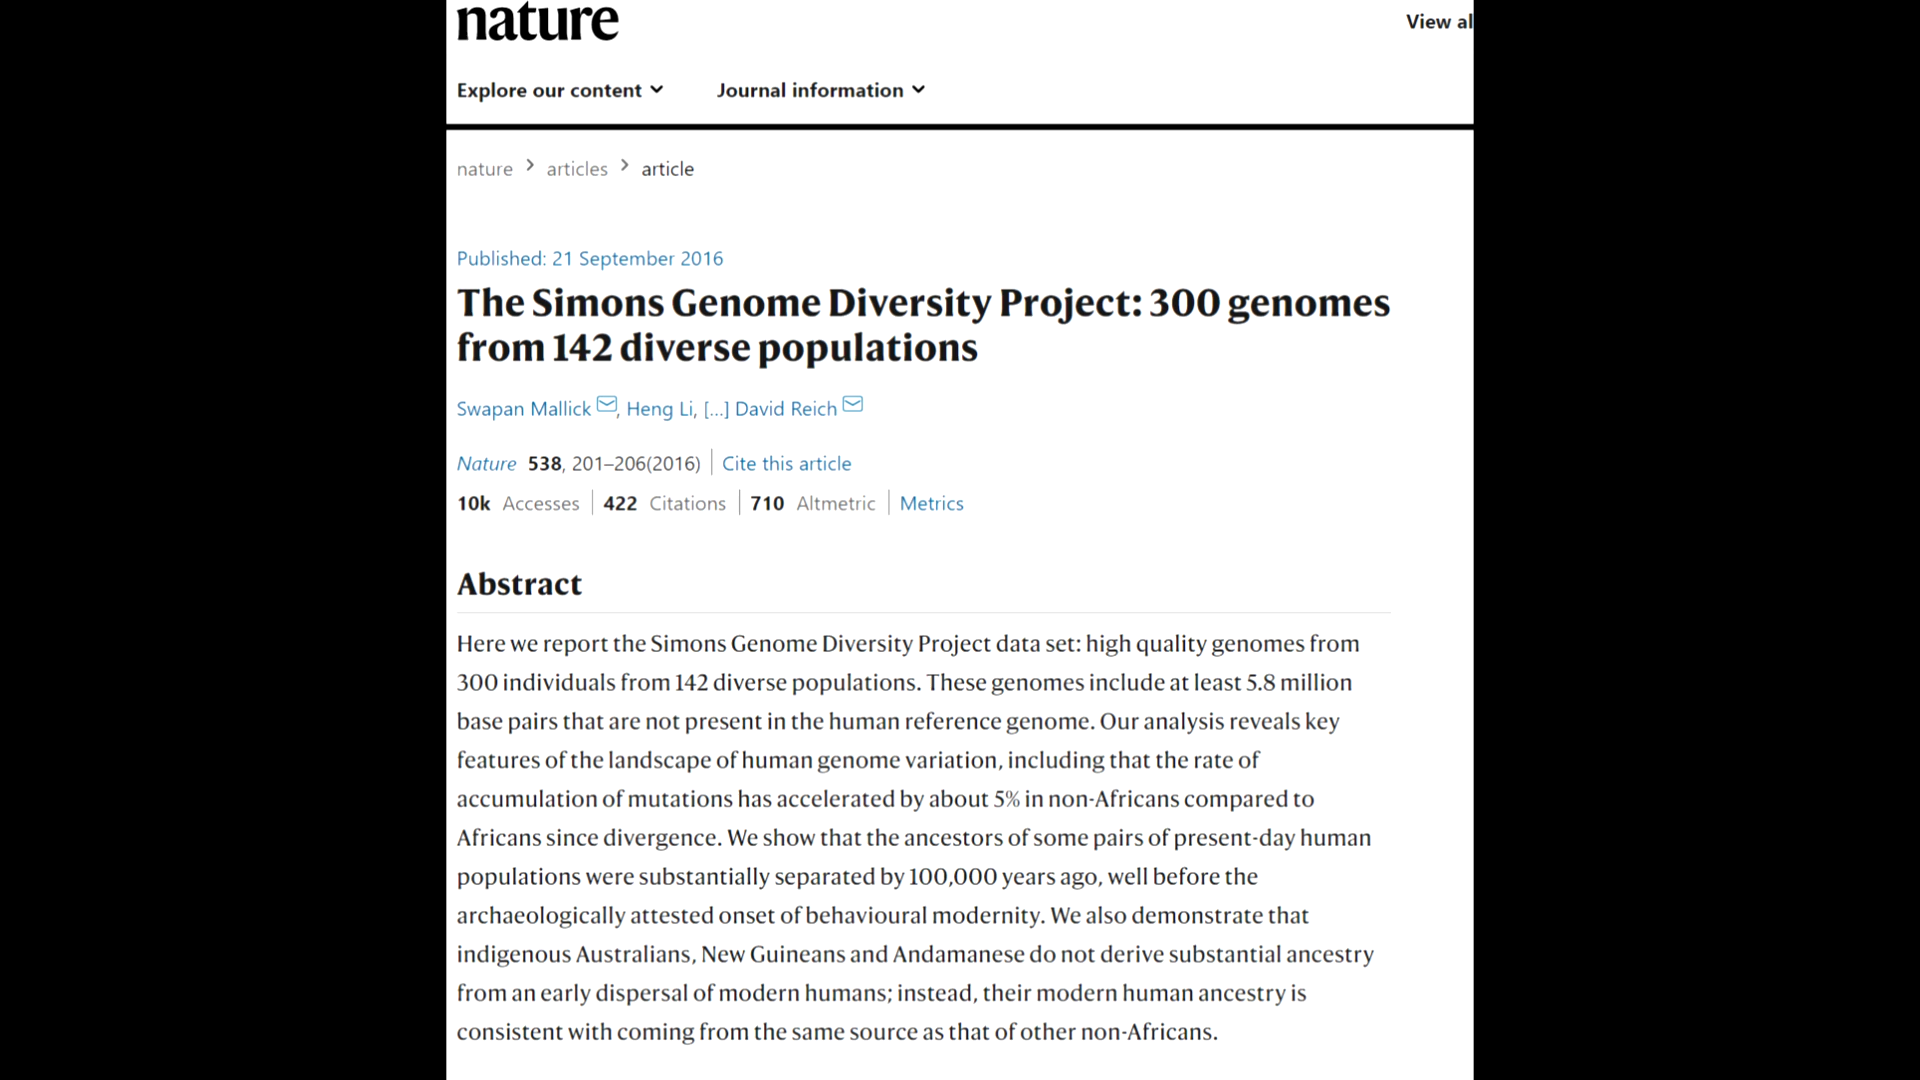 nature
View al
Explore our content
Journal information
nature > articles > article
Published: 21 September 2016
The Simons Genome Diversity Project: 300 genomes
from 142 diverse populations
Swapan Mallick, Heng Li, [...] David Reich
Nature 538, 201–206(2016) | Cite this article
10k Accesses | 422 Citations | 710 Altmetric | Metrics
Abstract
Here we report the Simons Genome Diversity Project data set: high quality genomes from
300 individuals from 142 diverse populations. These genomes include at least 5.8 million
base pairs that are not present in the human reference genome. Our analysis reveals key
features of the landscape of human genome variation, including that the rate of
accumulation of mutations has accelerated by about 5% in non-Africans compared to
Africans since divergence. We show that the ancestors of some pairs of present-day human
populations were substantially separated by 100,000 years ago, well before the
archaeologically attested onset of behavioural modernity. We also demonstrate that
indigenous Australians, New Guineans and Andamanese do not derive substantial ancestry
from an early dispersal of modern humans; instead, their modern human ancestry is
consistent with coming from the same source as that of other non-Africans.